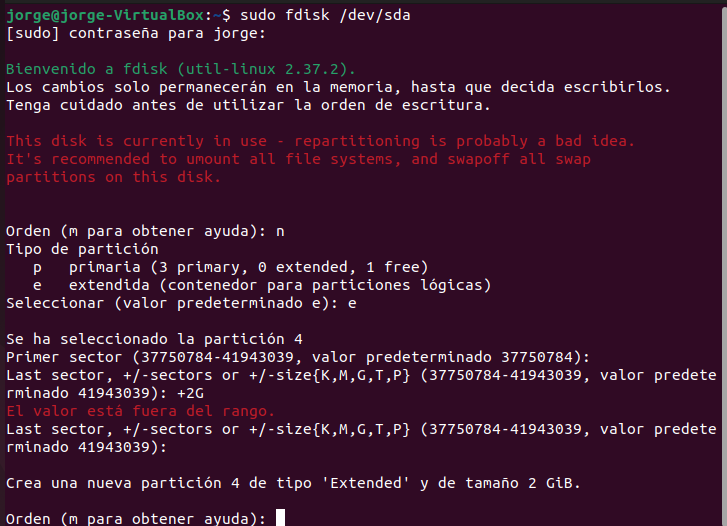 jorge@jorge-VirtualBox:~$ sudo fdisk /dev/sda
[sudo] contraseña para jorge:
Bienvenido a fdisk (util-linux 2.37.2).
Los cambios solo permanecerán en la memoria, hasta que decida escribirlos.
Tenga cuidado antes de utilizar la orden de escritura.
This disk is currently in use - repartitioning is probably a bad idea.
It's recommended to umount all file systems, and swapoff all swap
partitions on this disk.
Orden (m para obtener ayuda): n
Tipo de partición
p   primaria (3 primary, 0 extended, 1 free)
e   extendida (contenedor para particiones lógicas)
Seleccionar (valor predeterminado e): e
Se ha seleccionado la partición 4
Primer sector (37750784-41943039, valor predeterminado 37750784):
Last sector, +/-sectors or +/-size{K,M,G,T,P} (37750784-41943039, valor predete
rminado 41943039): +2G
El valor está fuera del rango.
Last sector, +/-sectors or +/-size{K,M,G,T,P} (37750784-41943039, valor predete
rminado 41943039):
Crea una nueva partición 4 de tipo 'Extended' y de tamaño 2 GiB.
Orden (m para obtener ayuda):